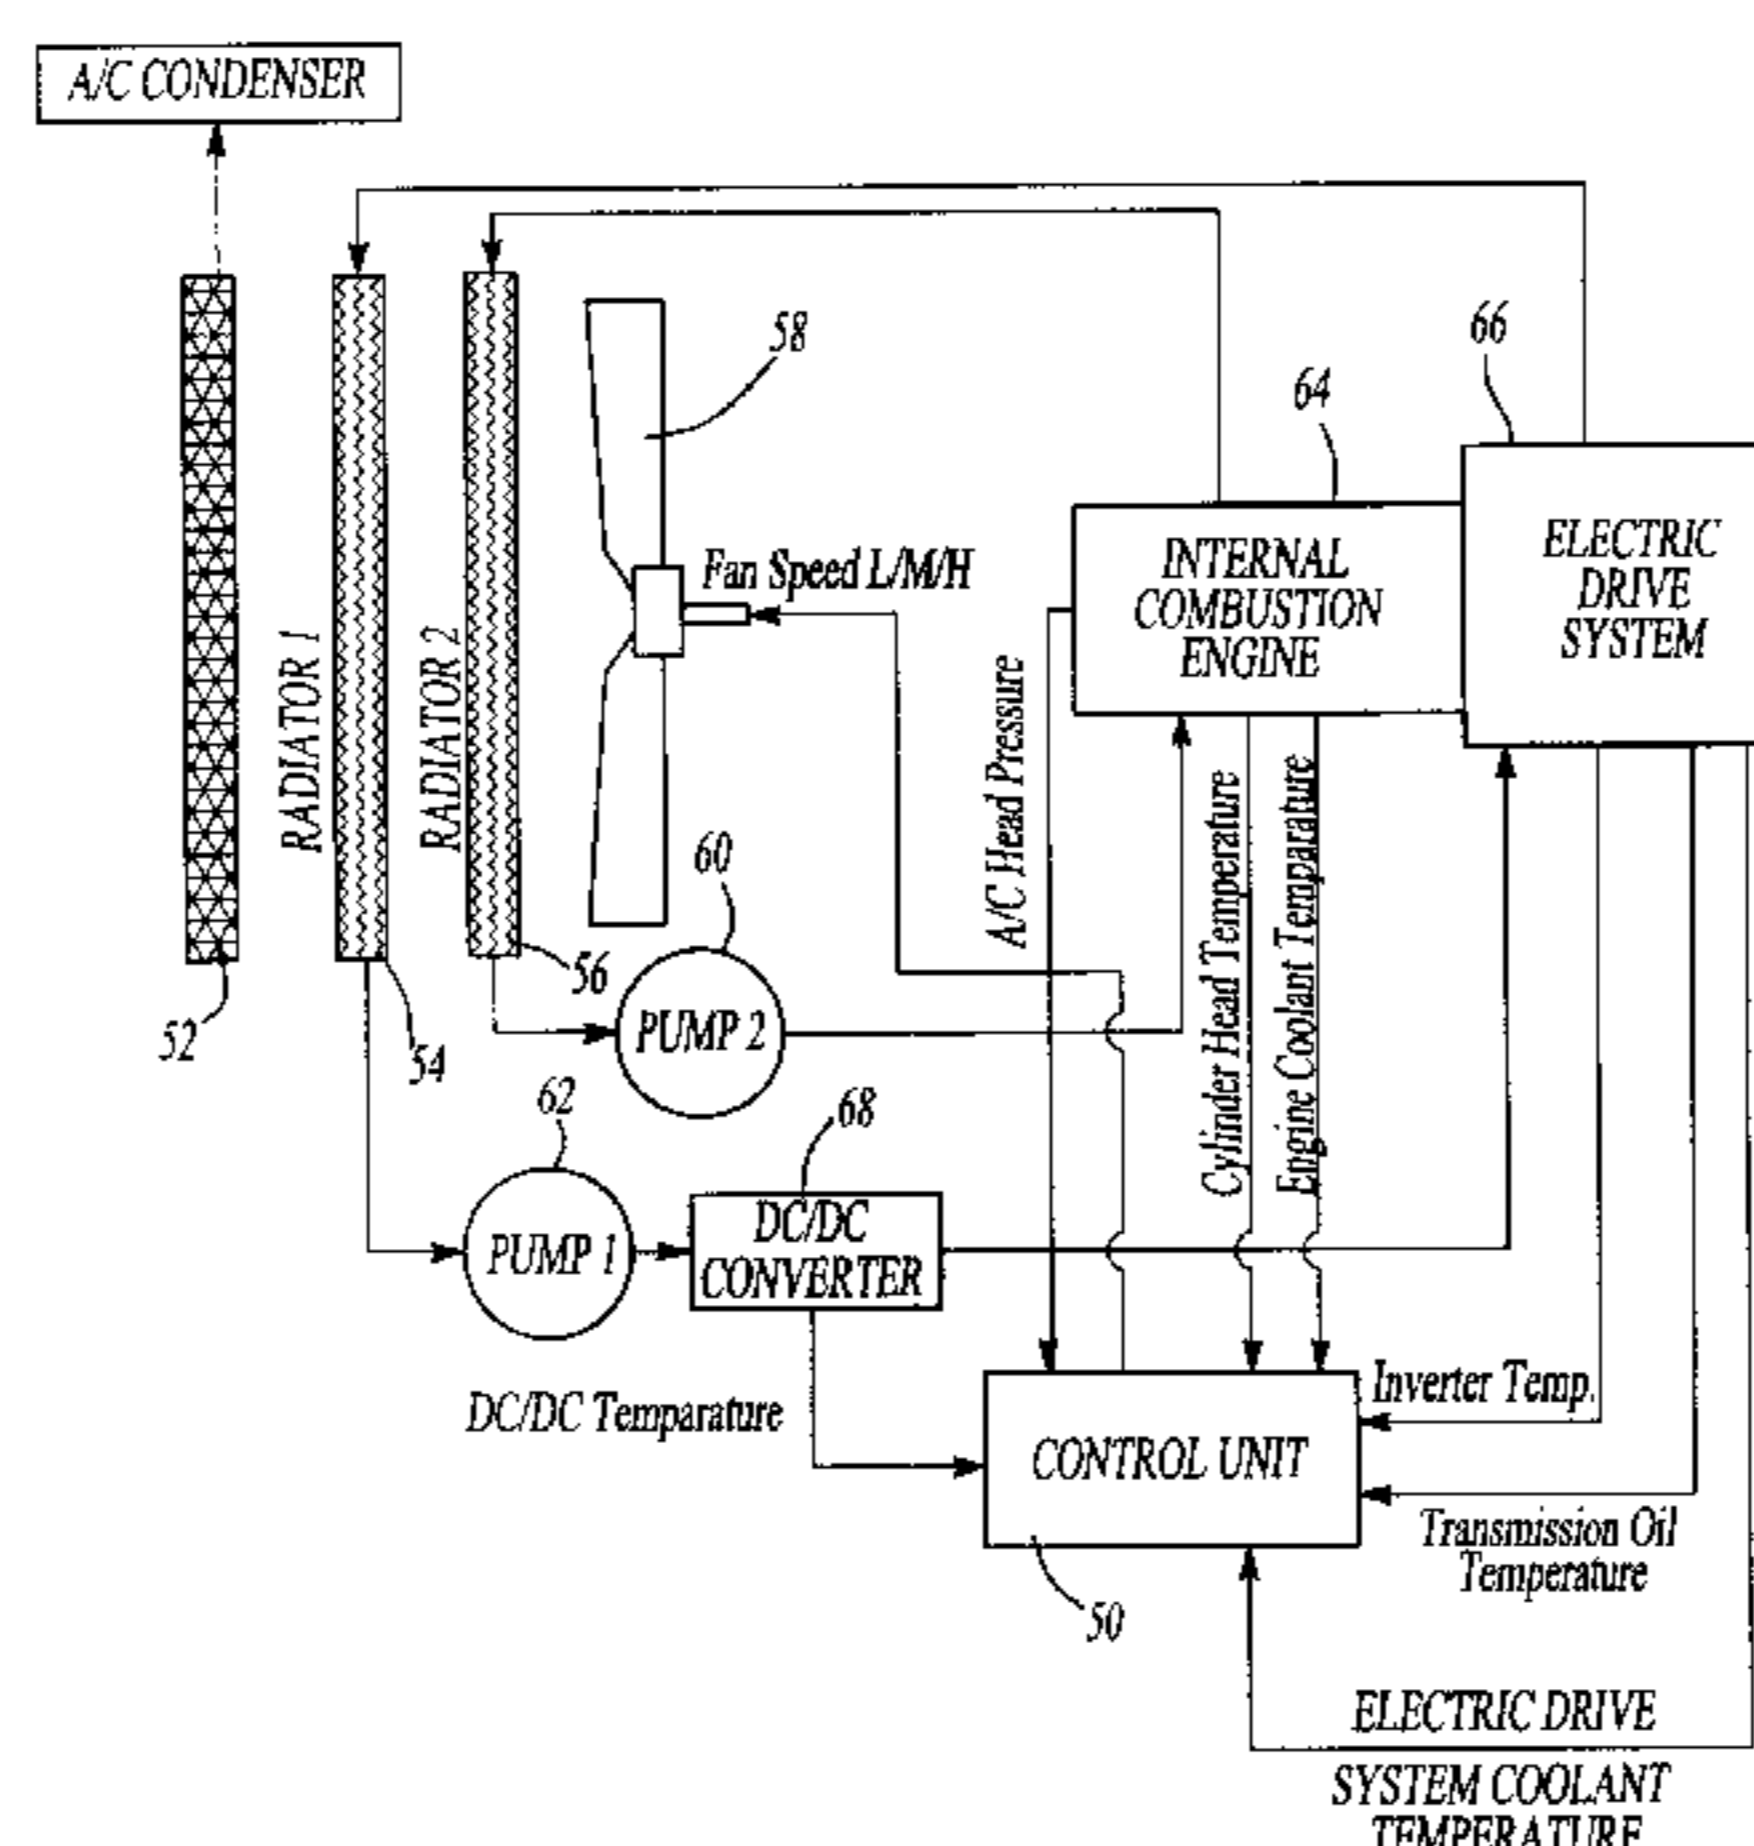 A/C CONDENSER
66
58
64
ELECTRIC
DRIVE
SYSTEM
INTERNAL
COMBUSTION
ENGINE
Fan Speed L/M/H
RADIATOR 1
RADIATOR 2
A/C Head Pressure
Cylinder Head Temperature
Engine Coolant Temparature
60
56
52
54
PUMP 2
62
68
PUMP 1
DC/DC
CONVERTER
DC/DC Temparature
Inverter Temp.
CONTROL UNIT
Transmission Oil
Temperature
50
ELECTRIC DRIVE
SYSTEM COOLANT
TEMPERATURE